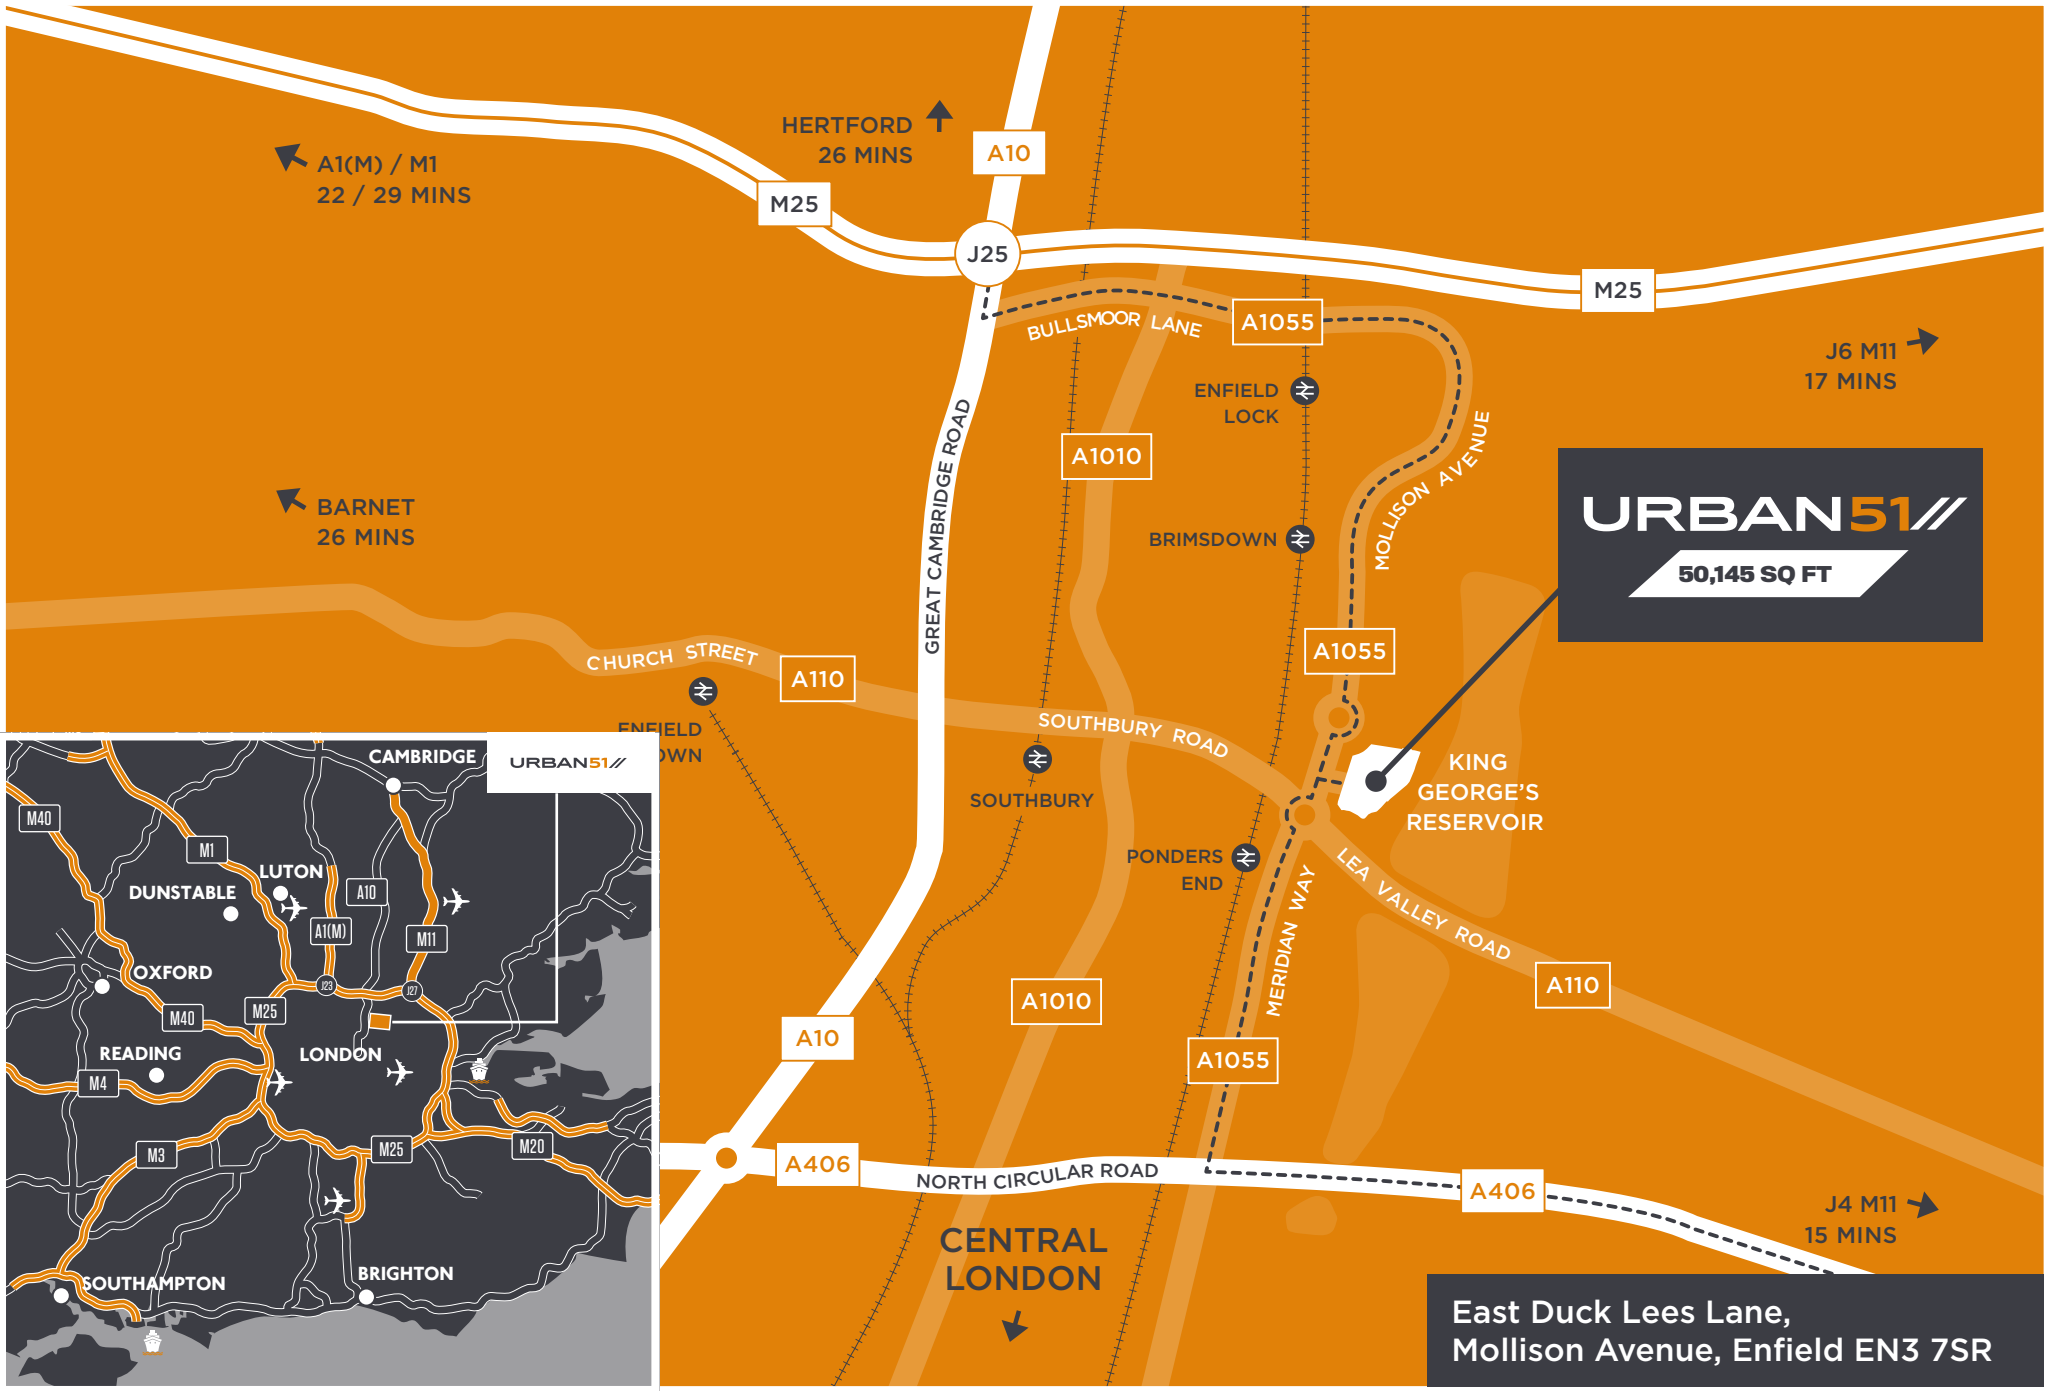 HERTFORD
26 MINS
A10
A1(M) / M1
22 / 29 MINS
M25
J25
M25
BULLSMOOR LANE
A1055
J6 M11
17 MINS
ENFIELD
LOCK
GREAT CAMBRIDGE ROAD
A1010
MOLLISON AVENUE
BARNET
26 MINS
BRIMSDOWN
URBAN51//
50,145 SQ FT
CHURCH STREET
A110
A1055
SOUTHBURY ROAD
ENFIELD
OWN
SOUTHBURY
KING
GEORGE'S
RESERVOIR
PONDERS
END
LEA VALLEY ROAD
MERIDIAN WAY
A110
A1010
A10
A1055
A406
NORTH CIRCULAR ROAD
A406
J4 M11
15 MINS
CENTRAL
LONDON
East Duck Lees Lane,
Mollison Avenue, Enfield EN3 7SR
CAMBRIDGE
URBAN51//
M40
M1
LUTON
DUNSTABLE
A10
A1(M)
M11
OXFORD
J23
J27
M25
M40
READING
LONDON
M4
M3
M25
M20
SOUTHAMPTON
BRIGHTON